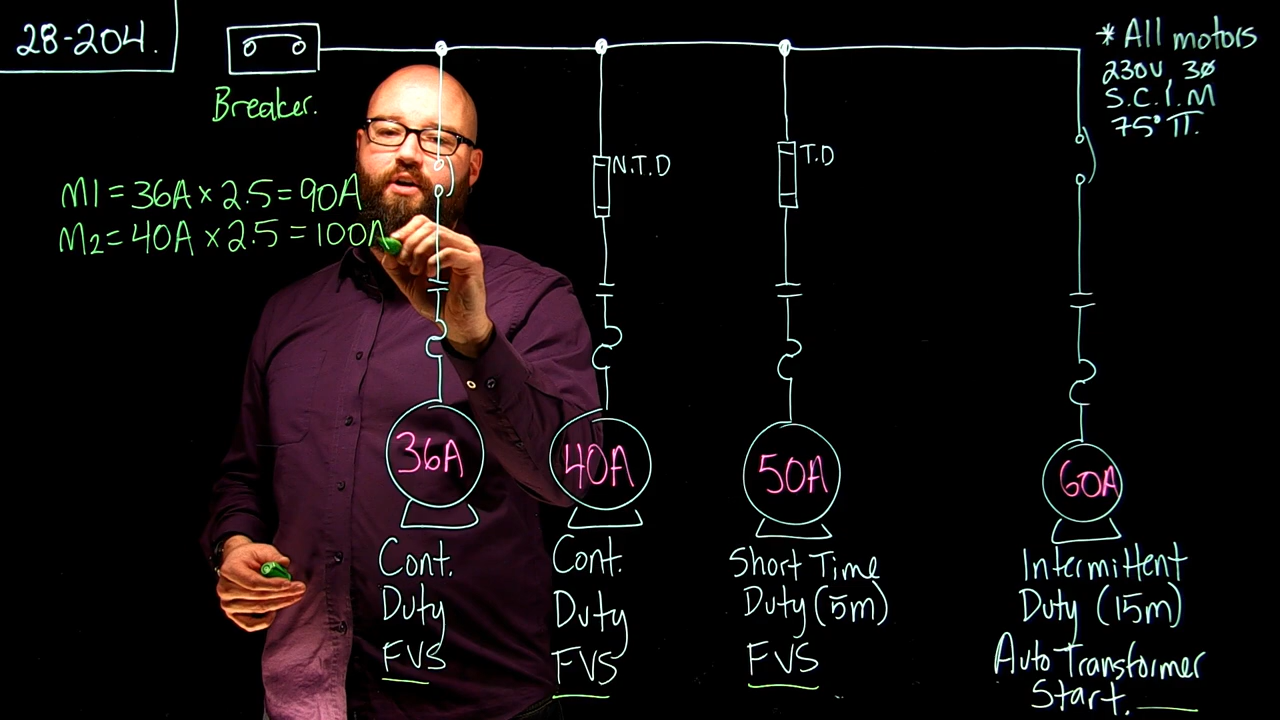 28-204.
Breaker.
* All motors
230V, 3ø
S.C.I.M
75° π.
N.T.D
T.D
M1 = 36A x 2.5 = 90A
M2 = 40A x 2.5 = 100A
36A
40A
50A
60A
Cont.
Duty
FVS
Cont.
Duty
FVS
Short Time
Duty (5m)
FVS
Intermittent
Duty (15m)
Auto Transformer
Start.